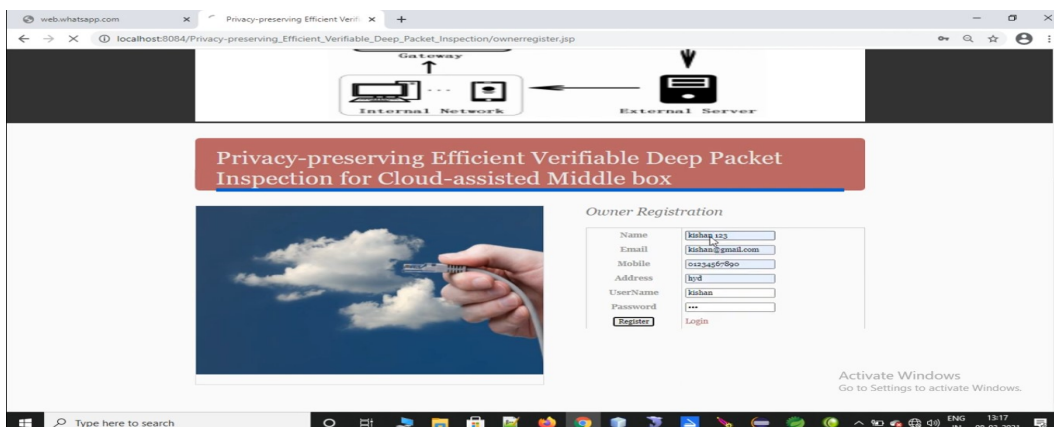 web.whatsapp.com
Privacy-preserving Efficient Verifi
localhost:8084/Privacy-preserving_Efficient_Verifiable_Deep_Packet_Inspection/ownerregister.jsp
Gateway
Internal Network
External Server
Privacy-preserving Efficient Verifiable Deep Packet
Inspection for Cloud-assisted Middle box
Owner Registration
Name kishan 123
Email kishan@gmail.com
Mobile 01234567890
Address hyd
UserName kishan
Password
Register Login
Activate Windows
Go to Settings to activate Windows.
Type here to search
ENG 13:17